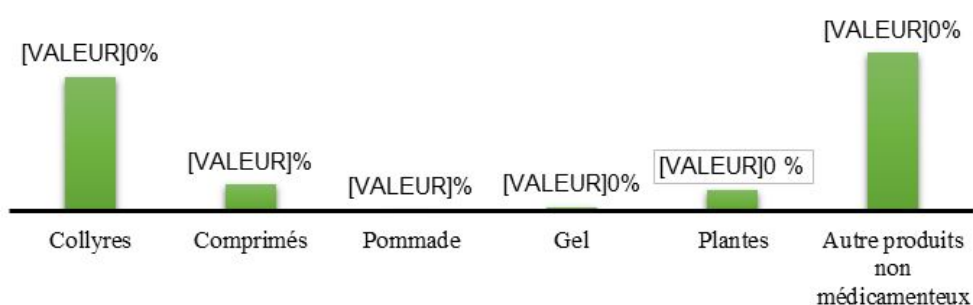 [VALEUR]0%
[VALEUR]0%
[VALEUR]%
[VALEUR]%
[VALEUR]0%
[VALEUR]0 %
Collyres
Comprimés
Pommade
Gel
Plantes
Autre produits
non
médicamenteux